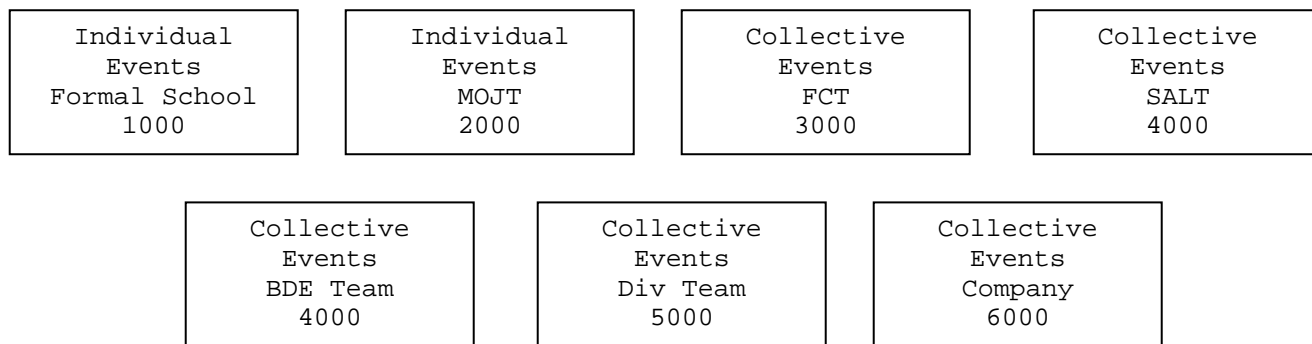 Individual
Events
Formal School
1000
Individual
Events
MOJT
2000
Collective
Events
FCT
3000
Collective
Events
SALT
4000
Collective
Events
BDE Team
4000
Collective
Events
Div Team
5000
Collective
Events
Company
6000